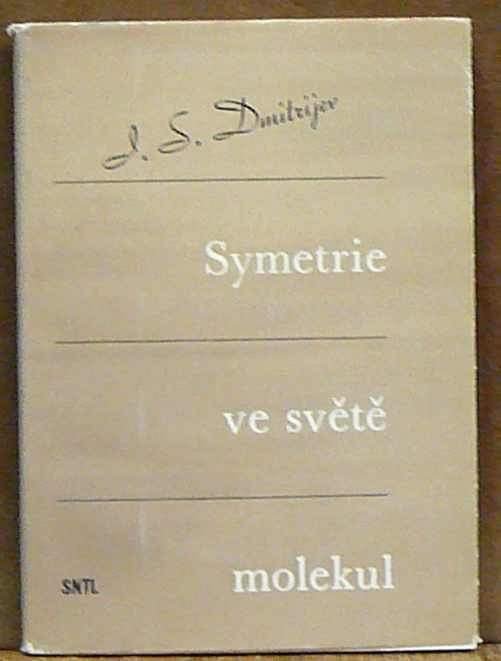 J. S. Dmitrijev
Symetrie
ve světě
SNTL molekul